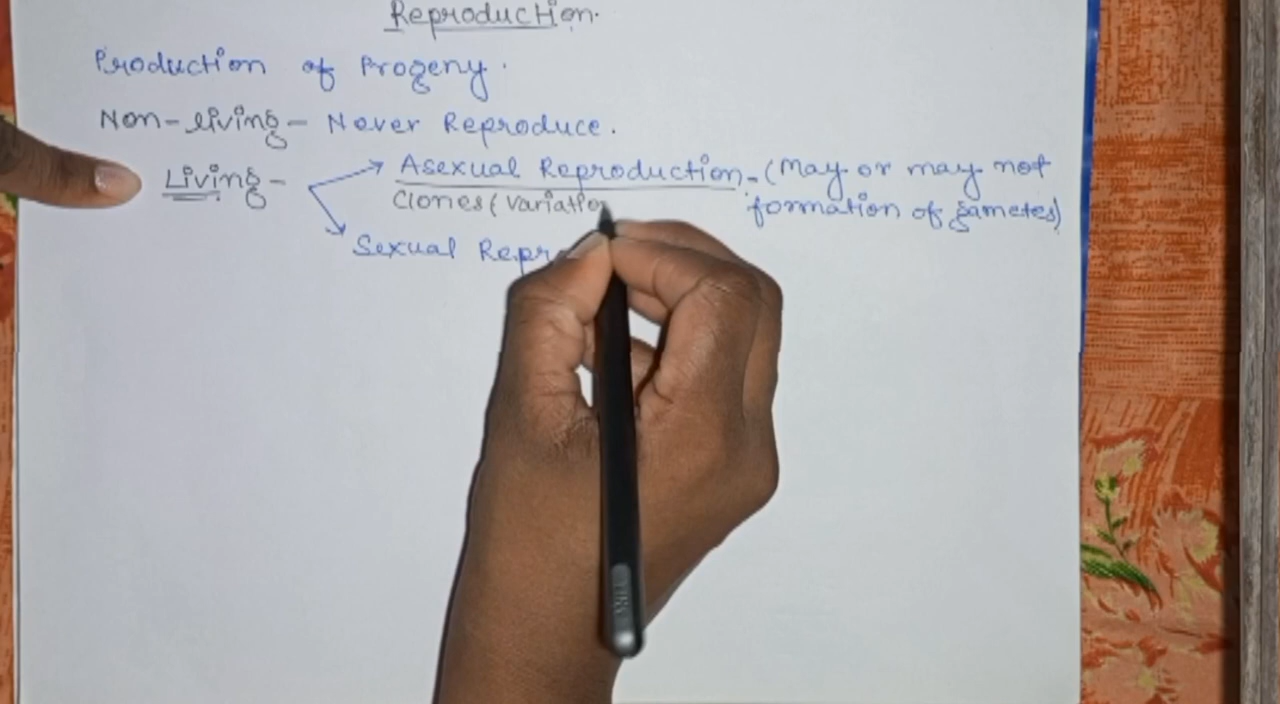 Reproduction.
Production of Progeny.
Non-living - Never Reproduce.
Living - Asexual Reproduction - (May or may not formation of gametes)
Clones (Variatio
Sexual Repr